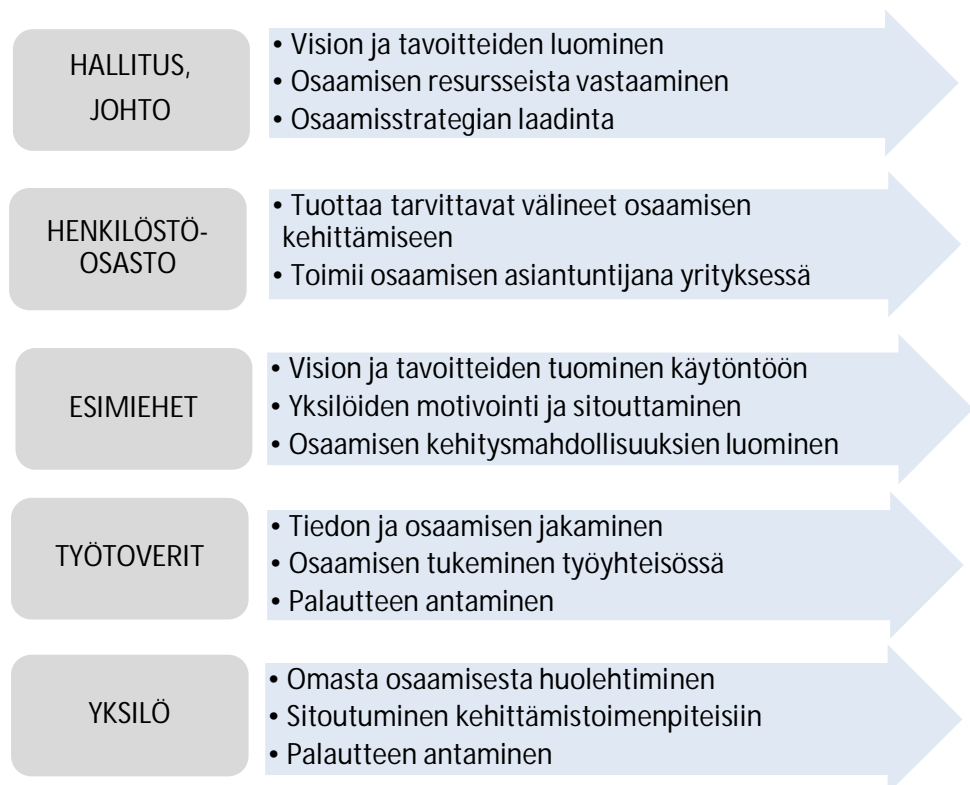 HALLITUS,
JOHTO
• Vision ja tavoitteiden luominen
• Osaamisen resursseista vastaaminen
• Osaamisstrategian laadinta
HENKILÖSTÖ-
OSASTO
• Tuottaa tarvittavat välineet osaamisen
kehittämiseen
• Toimii osaamisen asiantuntijana yrityksessä
ESIMIEHET
• Vision ja tavoitteiden tuominen käytöntöön
• Yksilöiden motivointi ja sitouttaminen
• Osaamisen kehitysmahdollisuuksien luominen
TYÖTOVERIT
• Tiedon ja osaamisen jakaminen
• Osaamisen tukeminen työyhteisössä
• Palautteen antaminen
YKSILÖ
• Omasta osaamisesta huolehtiminen
• Sitoutuminen kehittämistoimenpiteisiin
• Palautteen antaminen